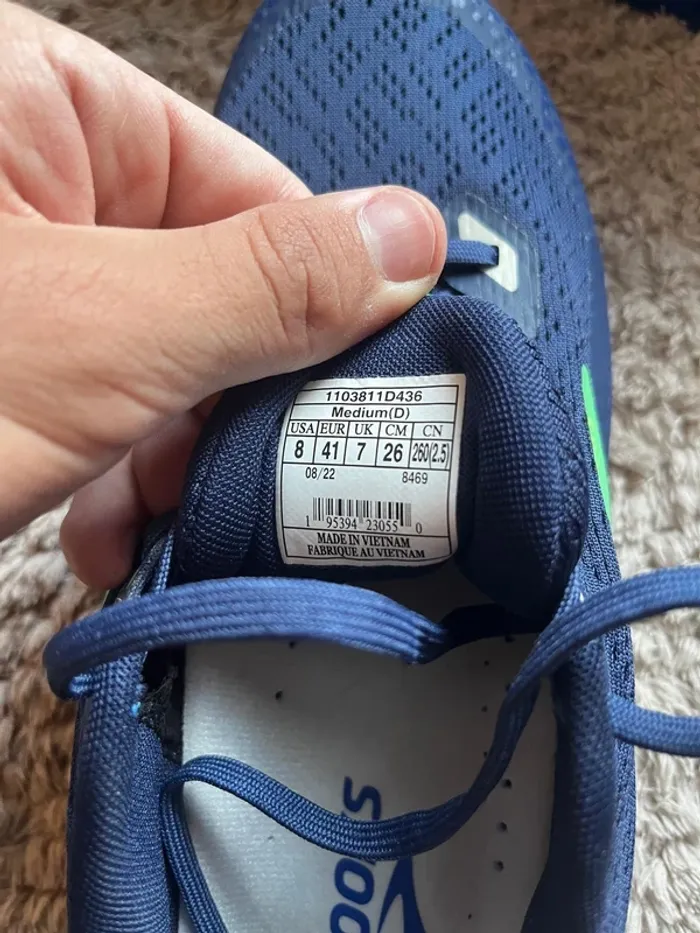 1103811D436
Medium(D)
USA EUR UK CM CN
8 41 7 26 260(2.5)
08/22 8469
1 95394 23055 0
MADE IN VIETNAM
FABRIQUE AU VIETNAM